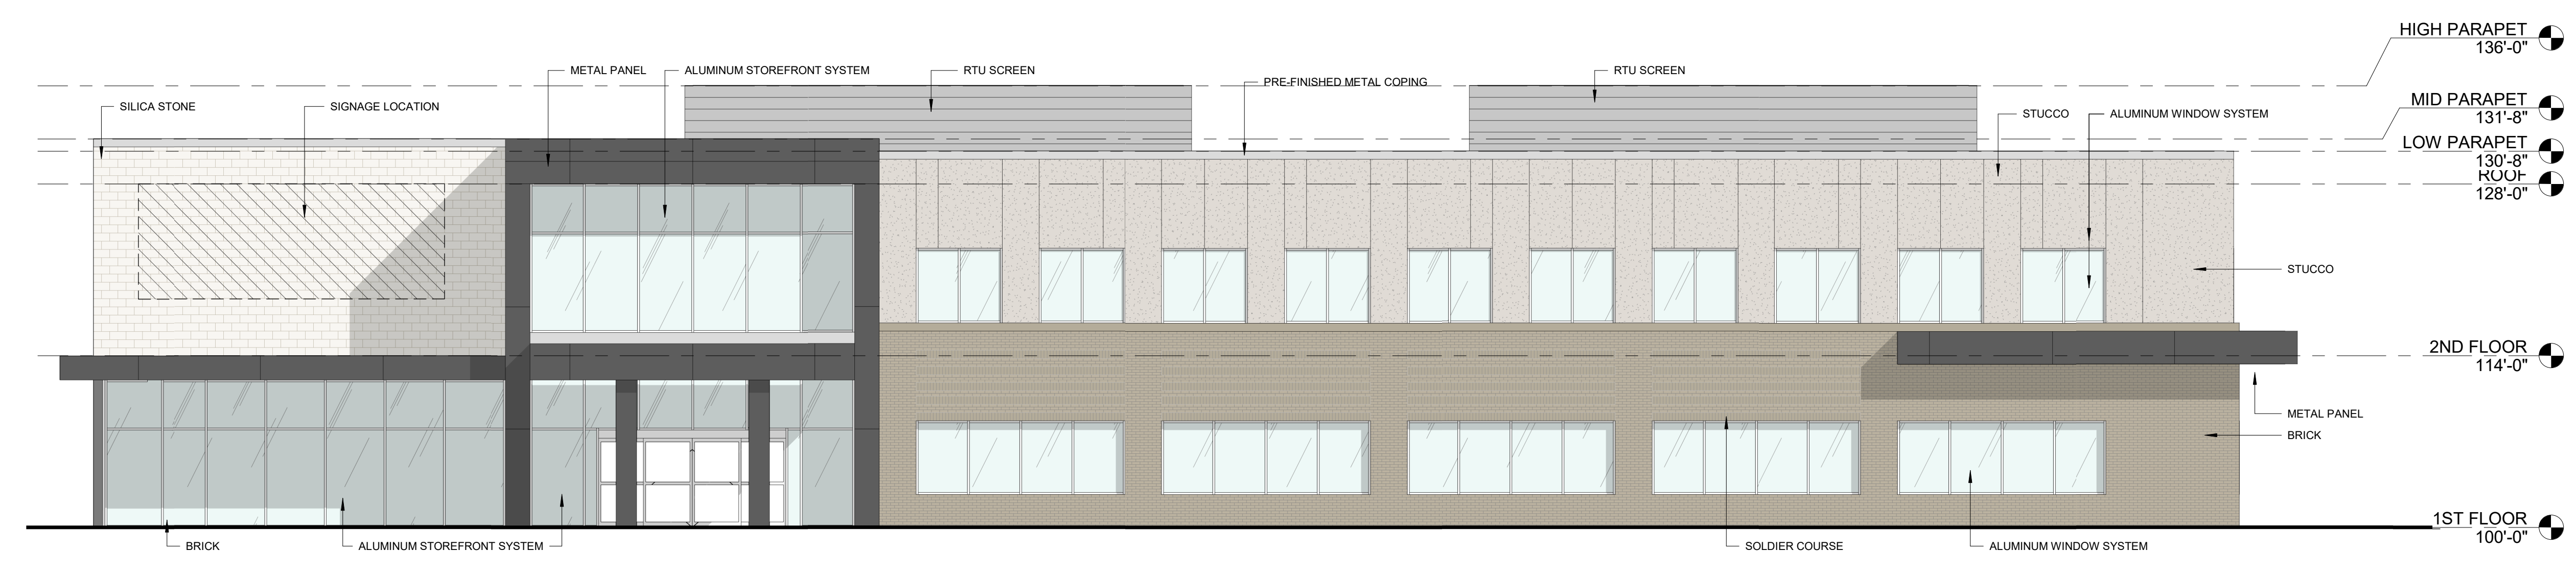 HIGH PARAPET
136'-0"
METAL PANEL
ALUMINUM STOREFRONT SYSTEM
RTU SCREEN
PRE-FINISHED METAL COPING
RTU SCREEN
MID PARAPET
131'-8"
SILICA STONE
SIGNAGE LOCATION
STUCCO
ALUMINUM WINDOW SYSTEM
LOW PARAPET
130'-8"
ROOF
128'-0"
STUCCO
2ND FLOOR
114'-0"
METAL PANEL
BRICK
1ST FLOOR
100'-0"
BRICK
ALUMINUM STOREFRONT SYSTEM
SOLDIER COURSE
ALUMINUM WINDOW SYSTEM